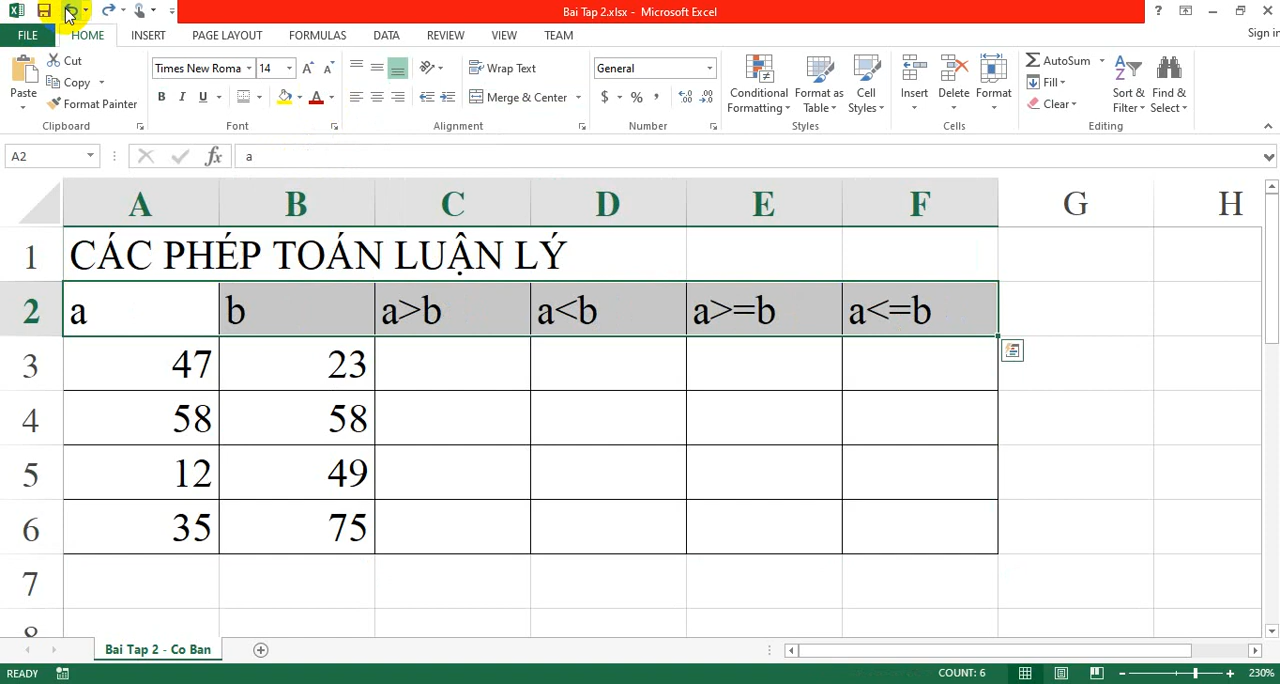 Bai Tap 2.xlsx - Microsoft Excel
?
FILE HOME INSERT PAGE LAYOUT FORMULAS DATA REVIEW VIEW TEAM
Sign in
Paste
Cut
Copy
Format Painter
Clipboard
Times New Roma 14
B I U
Font
Wrap Text
Merge & Center
Alignment
General
$ % ,
Number
Conditional Formatting
Format as Table
Cell Styles
Styles
Insert
Delete
Format
Cells
AutoSum
Fill
Clear
Sort & Filter
Find & Select
Editing
A2
fx
a
A B C D E F G H
1 CÁC PHÉP TOÁN LUẬN LÝ
2 a b a>b a<b a>=b a<=b
3 47 23
4 58 58
5 12 49
6 35 75
7
8
Bai Tap 2 - Co Ban
READY
COUNT: 6
230%